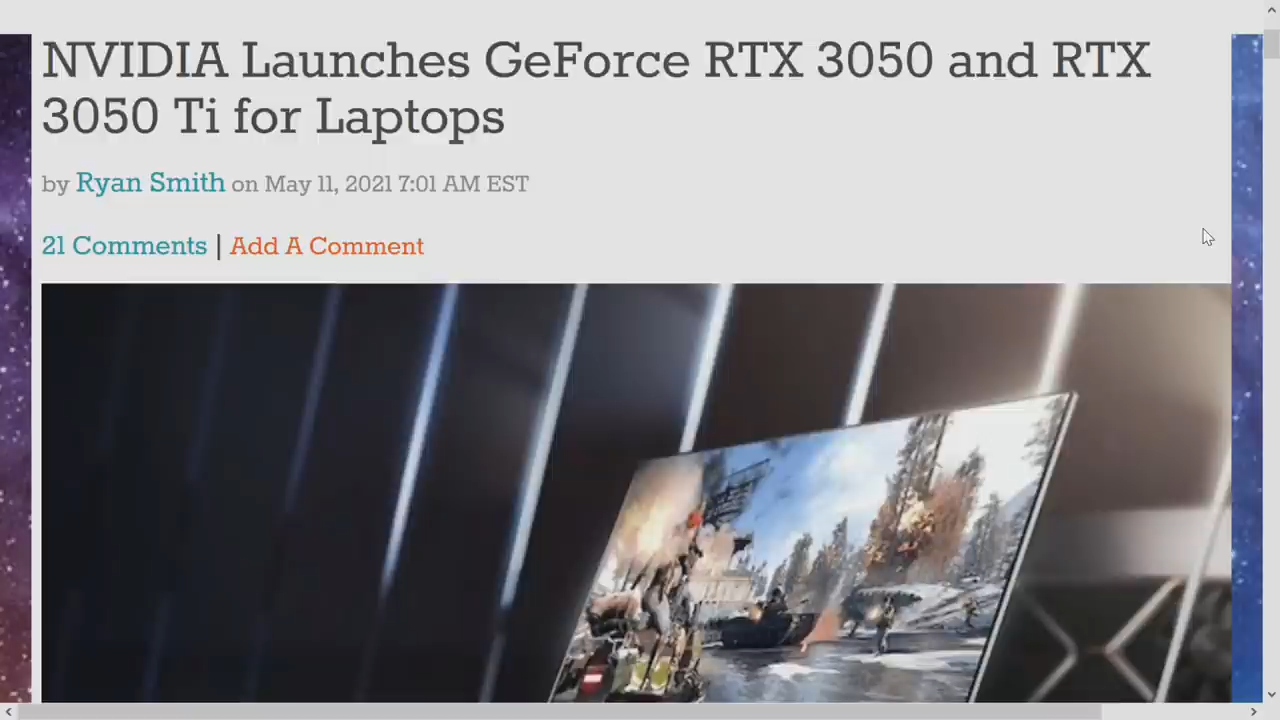 NVIDIA Launches GeForce RTX 3050 and RTX
3050 Ti for Laptops
by Ryan Smith on May 11, 2021 7:01 AM EST
21 Comments | Add A Comment